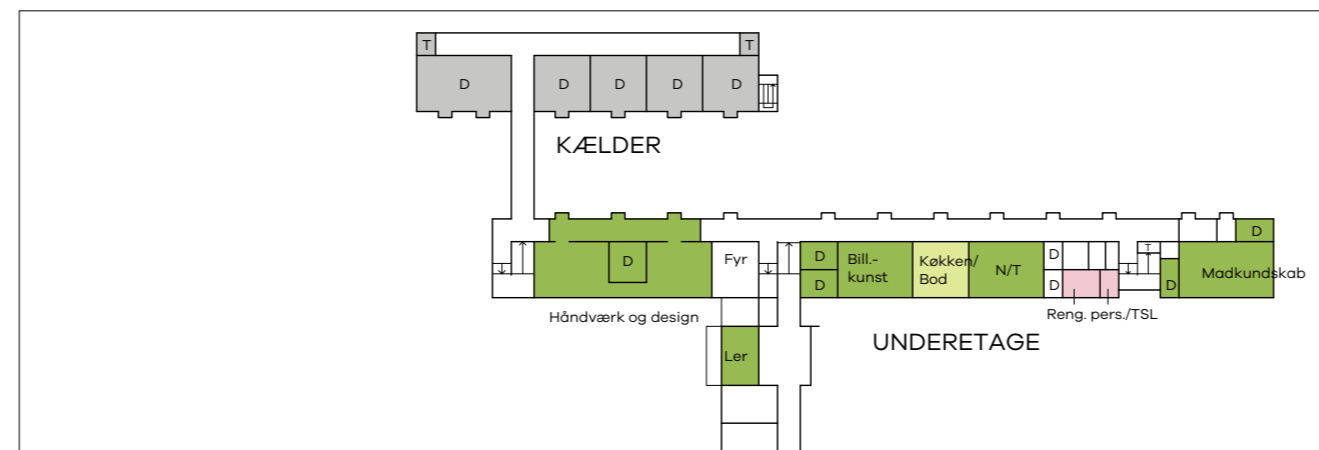 T
T
D
D
D
D
D
KÆLDER
D
D
Fyr
D
D
Bill.-
kunst
Køkken/
Bod
N/T
D
D
T
D
Madkundskab
Håndværk og design
Reng. pers./TSL
UNDERETAGE
Ler